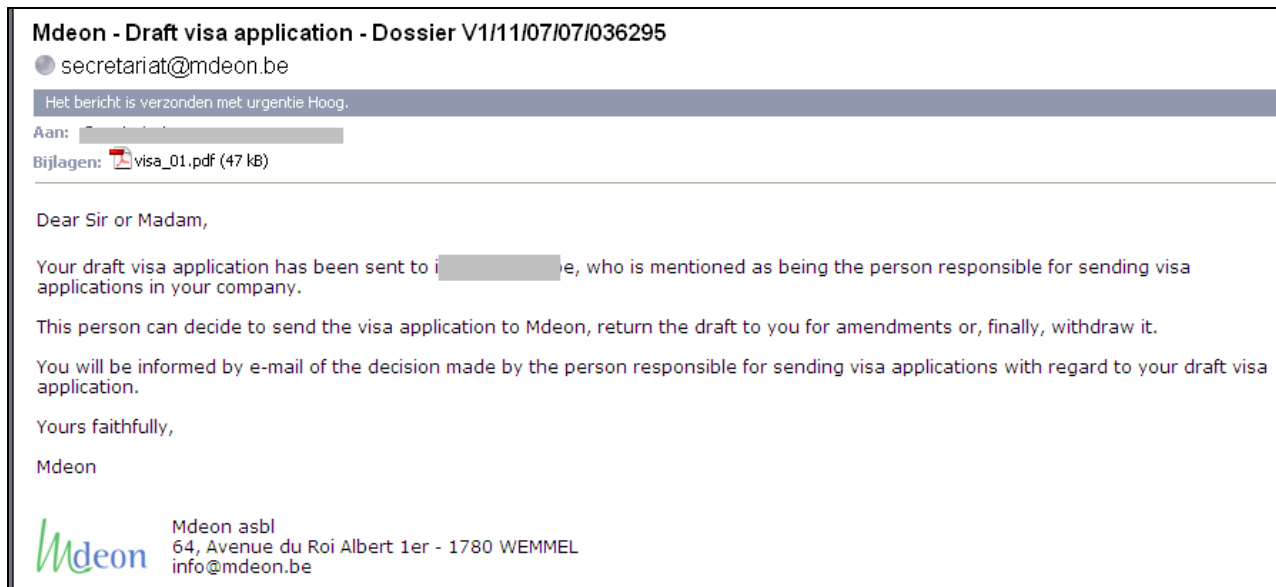 Mdeon - Draft visa application - Dossier V1/11/07/07/036295
secretariat@mdeon.be
Het bericht is verzonden met urgentie Hoog.
Aan:
Bijlagen: visa_01.pdf (47 kB)
Dear Sir or Madam,
Your draft visa application has been sent to i e, who is mentioned as being the person responsible for sending visa
applications in your company.
This person can decide to send the visa application to Mdeon, return the draft to you for amendments or, finally, withdraw it.
You will be informed by e-mail of the decision made by the person responsible for sending visa applications with regard to your draft visa
application.
Yours faithfully,
Mdeon
Mdeon asbl
Mdeon 64, Avenue du Roi Albert 1er - 1780 WEMMEL
info@mdeon.be